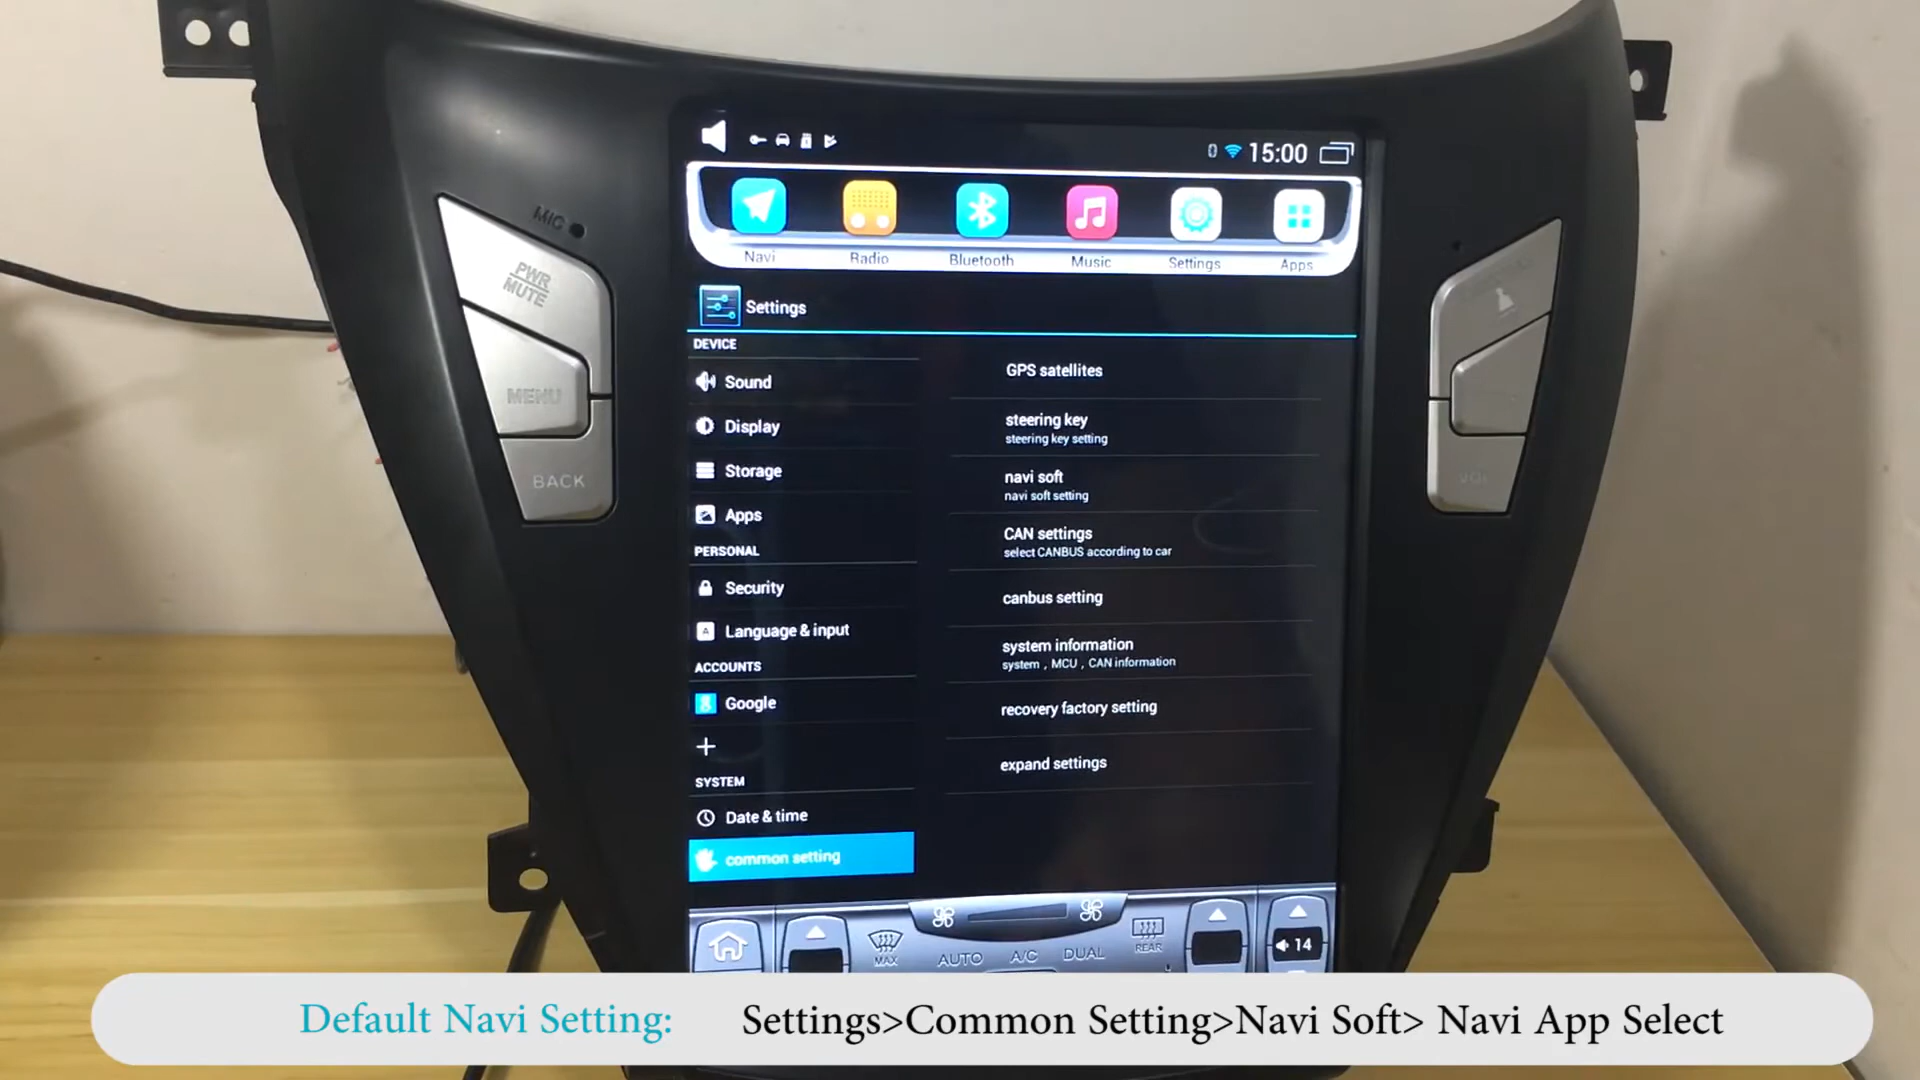 15:00
Navi Radio Bluetooth Music Settings Apps
MIC
PWR
MUTE
MENU
BACK
VOL
Settings
DEVICE
Sound
Display
Storage
Apps
PERSONAL
Security
Language & input
ACCOUNTS
Google
+
SYSTEM
Date & time
common setting
GPS satellites
steering key
steering key setting
navi soft
navi soft setting
CAN settings
select CANBUS according to car
canbus setting
system information
system , MCU , CAN information
recovery factory setting
expand settings
MAX AUTO A/C DUAL REAR
14
Default Navi Setting: Settings>Common Setting>Navi Soft> Navi App Select